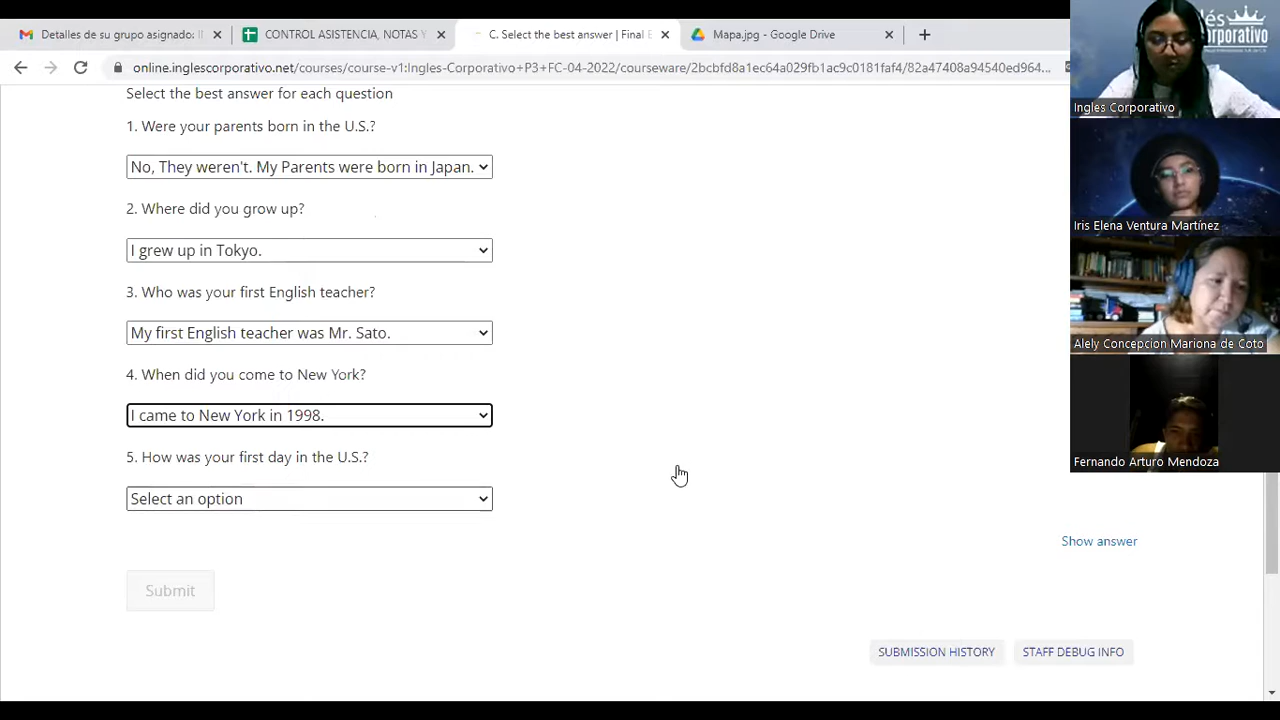 Detalles de su grupo asignado: I
CONTROL ASISTENCIA, NOTAS Y
C. Select the best answer | Final E
Mapa.jpg - Google Drive
online.inglescorporativo.net/courses/course-v1:Ingles-Corporativo+P3+FC-04-2022/courseware/2bcbfd8a1ec64a029fb1ac9c0181faf4/82a47408a94540ed964...
Select the best answer for each question
1. Were your parents born in the U.S.?
No, They weren't. My Parents were born in Japan.
2. Where did you grow up?
I grew up in Tokyo.
3. Who was your first English teacher?
My first English teacher was Mr. Sato.
4. When did you come to New York?
I came to New York in 1998.
5. How was your first day in the U.S.?
Select an option
Show answer
Submit
SUBMISSION HISTORY
STAFF DEBUG INFO
Ingles Corporativo
Iris Elena Ventura Martínez
Alely Concepcion Mariona de Coto
Fernando Arturo Mendoza